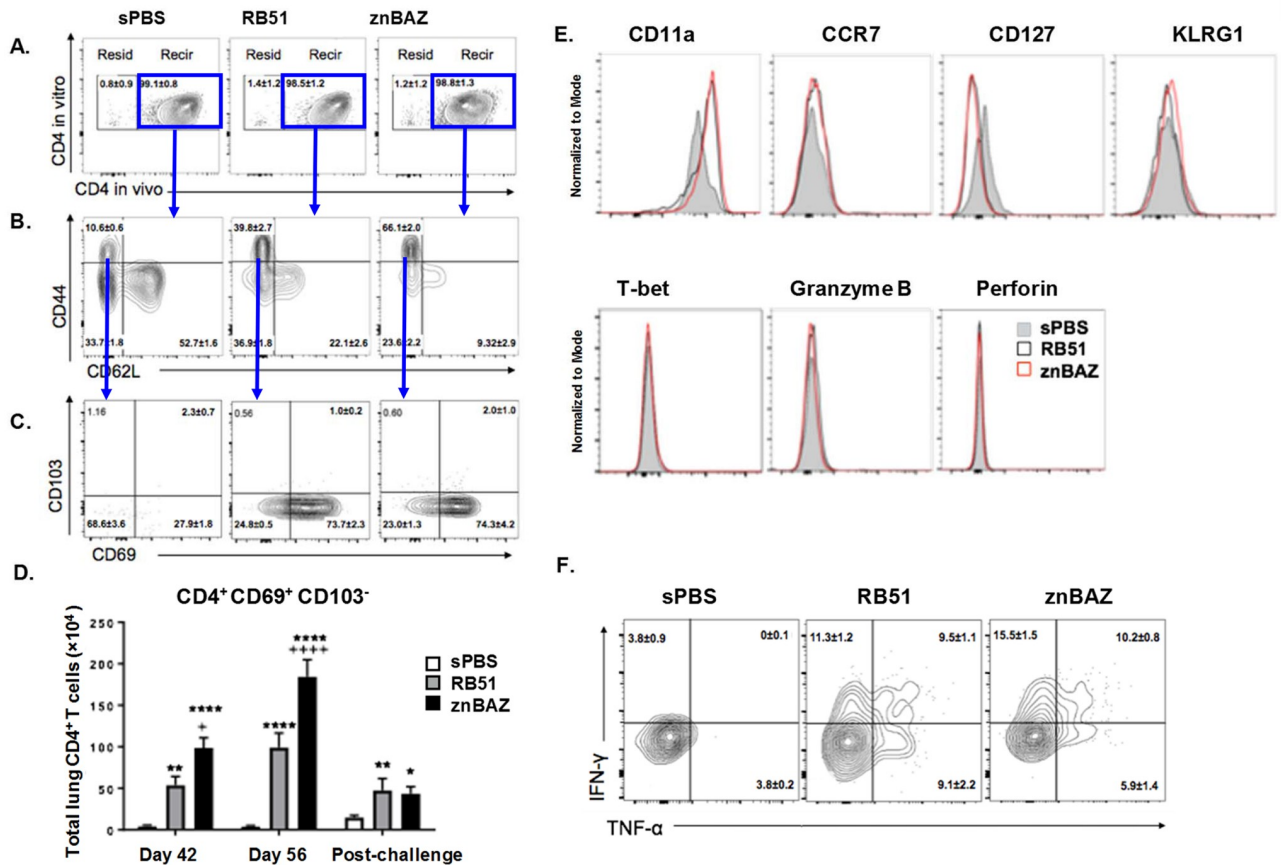 A.
sPBS RB51 znBAZ
Resid Recir Resid Recir Resid Recir
0.8±0.9 99.1±0.8 1.4±1.2 98.5±1.2 1.2±1.2 98.8±1.3
CD4 in vitro
CD4 in vivo
B.
10.6±0.6 39.8±2.7 66.1±2.0
33.7±1.8 52.7±1.6 36.9±1.8 22.1±2.6 23.6±2.2 9.32±2.9
CD44
CD62L
C.
1.16 2.3±0.7 0.56 1.0±0.2 0.60 2.0±1.0
68.6±3.6 27.9±1.8 24.8±0.5 73.7±2.3 23.0±1.3 74.3±4.2
CD103
CD69
D.
CD4⁺ CD69⁺ CD103⁻
Total lung CD4⁺ T cells (×10⁴)
250
200
150
100
50
0
** **** +
**** **** ++++
** *
sPBS
RB51
znBAZ
Day 42 Day 56 Post-challenge
E.
CD11a CCR7 CD127 KLRG1
Normalized to Mode
T-bet Granzyme B Perforin
Normalized to Mode
sPBS
RB51
znBAZ
F.
sPBS RB51 znBAZ
3.8±0.9 0±0.1 11.3±1.2 9.5±1.1 15.5±1.5 10.2±0.8
3.8±0.2 9.1±2.2 5.9±1.4
IFN-γ
TNF-α